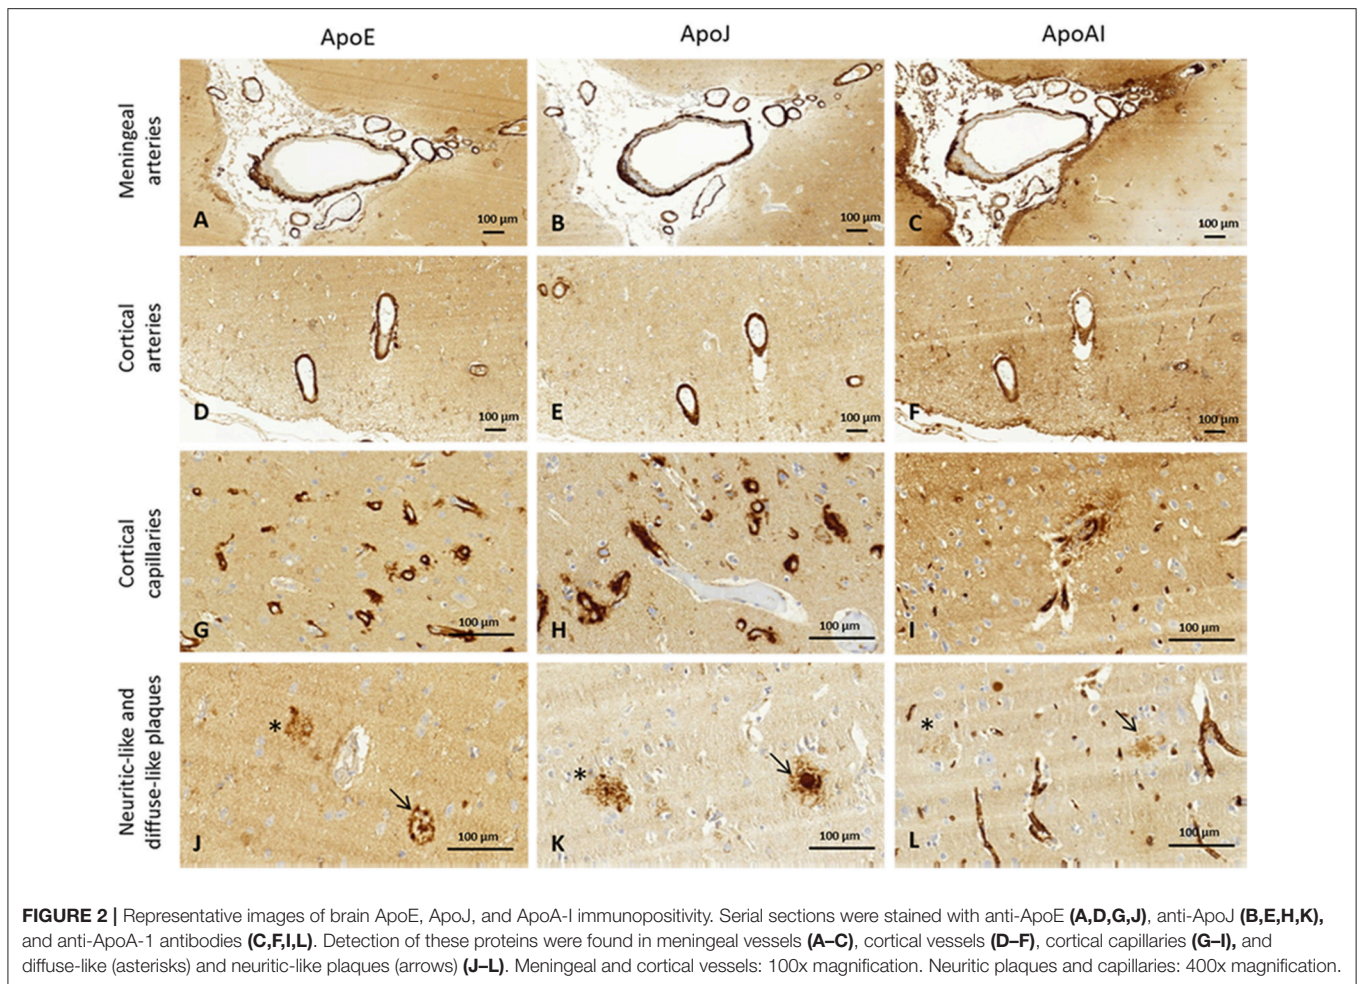 ApoE
ApoJ
ApoAI
Meningeal
arteries
A
100 µm
B
100 µm
C
100 µm
Cortical
arteries
D
100 µm
E
100 µm
F
100 µm
Cortical
capillaries
G
100 µm
H
100 µm
I
100 µm
Neuritic-like and
diffuse-like plaques
*
J
100 µm
*
K
100 µm
*
L
100 µm
FIGURE 2 | Representative images of brain ApoE, ApoJ, and ApoA-I immunopositivity. Serial sections were stained with anti-ApoE (A,D,G,J), anti-ApoJ (B,E,H,K),
and anti-ApoA-1 antibodies (C,F,I,L). Detection of these proteins were found in meningeal vessels (A–C), cortical vessels (D–F), cortical capillaries (G–I), and
diffuse-like (asterisks) and neuritic-like plaques (arrows) (J–L). Meningeal and cortical vessels: 100x magnification. Neuritic plaques and capillaries: 400x magnification.